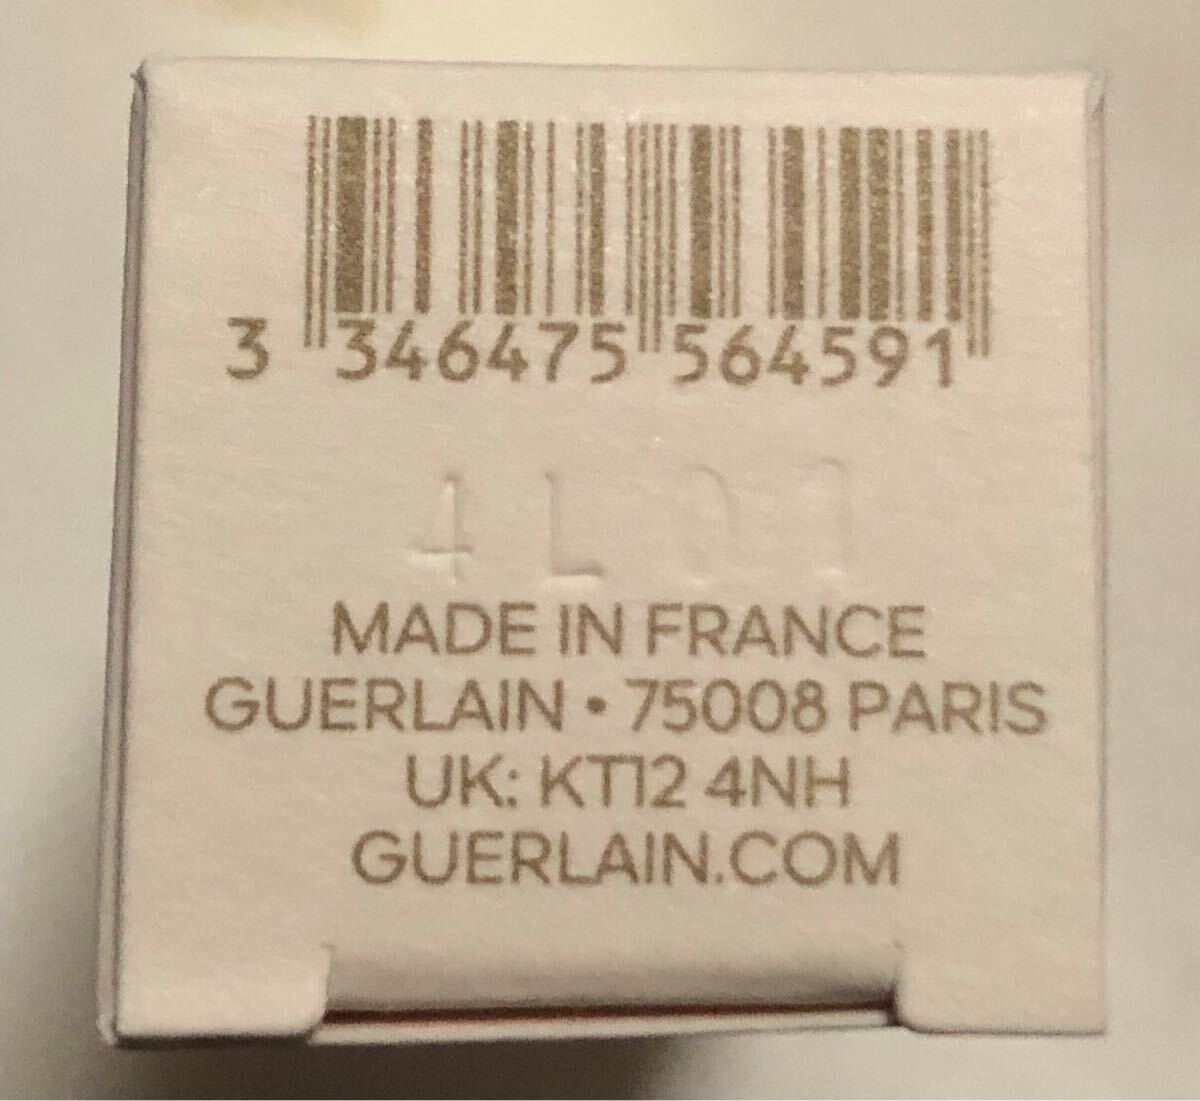 3 346475 564591
4L01
MADE IN FRANCE
GUERLAIN • 75008 PARIS
UK: KT12 4NH
GUERLAIN.COM